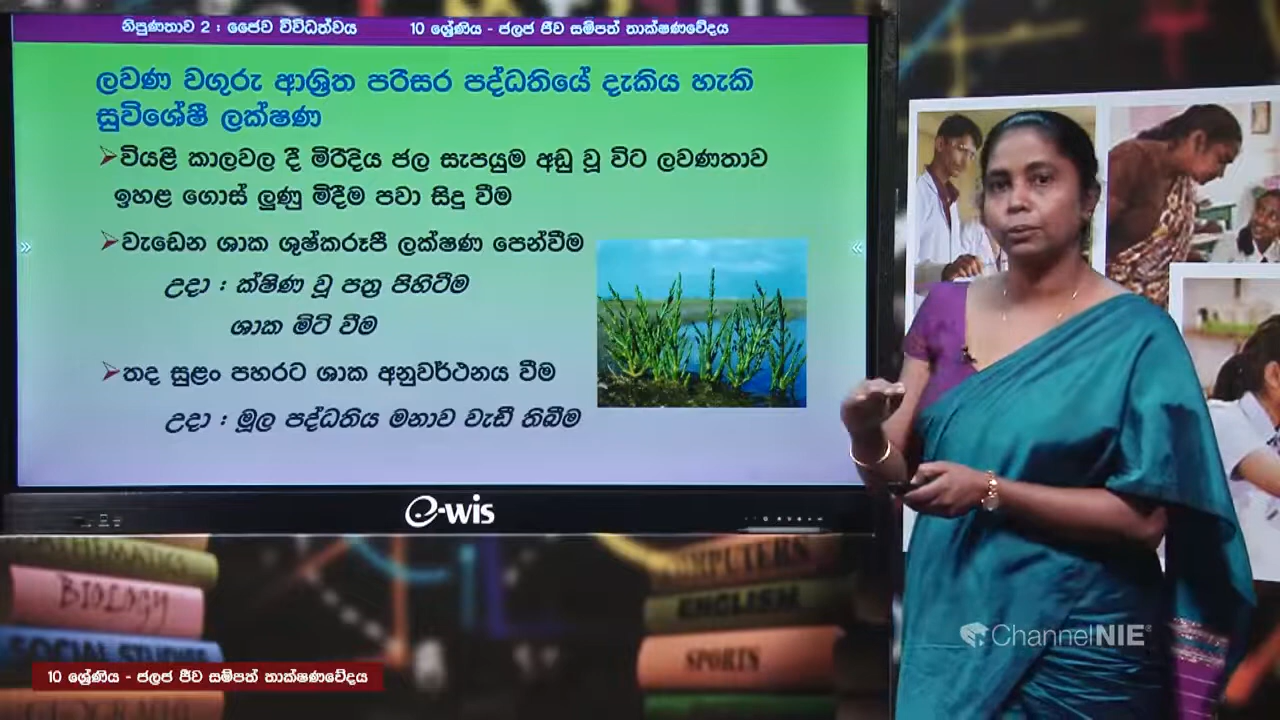 නිපුණතාව 2 : ජෛව විවිධත්වය 10 ශ්‍රේණිය - ජලජ ජීව සම්පත් තාක්ෂණවේදය
ලවණ වගුරු ආශ්‍රිත පරිසර පද්ධතියේ දැකිය හැකි
සුවිශේෂී ලක්ෂණ
➢වියළි කාලවල දී මිරිදිය ජල සැපයුම අඩු වූ විට ලවණතාව
ඉහළ ගොස් ලුණු මිදීම පවා සිදු වීම
➢වැඩෙන ශාක ශුෂ්කරූපී ලක්ෂණ පෙන්වීම
උදා : ක්ෂිණ වූ පත්‍ර පිහිටීම
ශාක මිටි වීම
➢තද සුළං පහරට ශාක අනුවර්ථනය වීම
උදා : මූල පද්ධතිය මනාව වැඩී තිබීම
e-wis
MATHEMATICS
BIOLOGY
SOCIAL STUDIES
COMPUTERS
ENGLISH
SPORTS
ChannelNIE
10 ශ්‍රේණිය - ජලජ ජීව සම්පත් තාක්ෂණවේදය